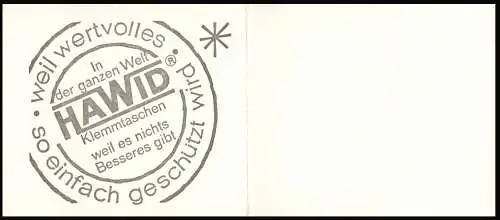 · weil wertvolles ·
so einfach geschützt wird
In
der ganzen Welt
HAWID®
Klemmtaschen
weil es nichts
Besseres gibt